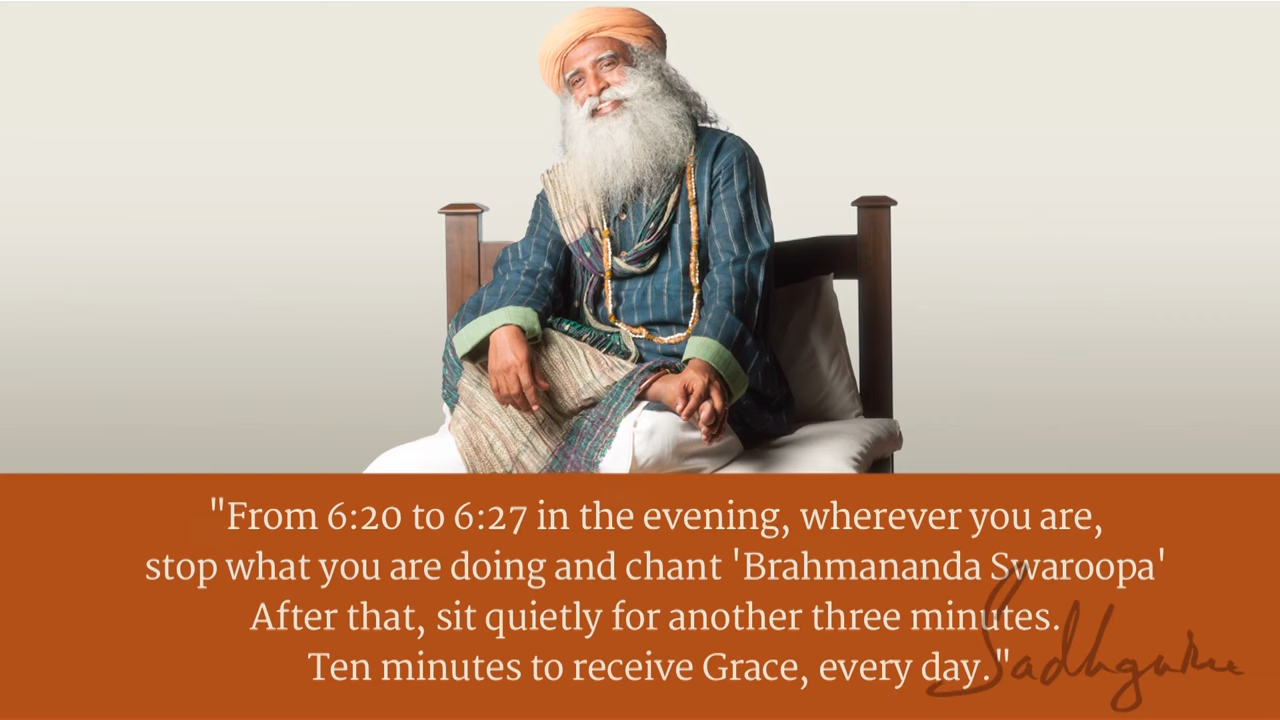 "From 6:20 to 6:27 in the evening, wherever you are,
stop what you are doing and chant 'Brahmananda Swaroopa'
After that, sit quietly for another three minutes.
Ten minutes to receive Grace, every day."
Sadhguru